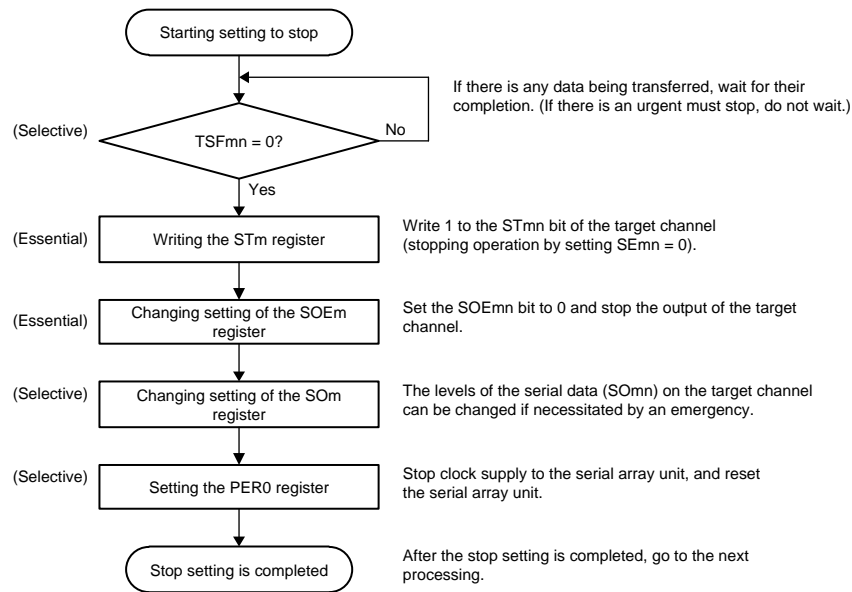 Starting setting to stop
If there is any data being transferred, wait for their
completion. (If there is an urgent must stop, do not wait.)
(Selective)
TSFmn = 0?
No
Yes
(Essential)
Writing the STm register
Write 1 to the STmn bit of the target channel
(stopping operation by setting SEmn = 0).
(Essential)
Changing setting of the SOEm
register
Set the SOEmn bit to 0 and stop the output of the target
channel.
(Selective)
Changing setting of the SOm
register
The levels of the serial data (SOmn) on the target channel
can be changed if necessitated by an emergency.
(Selective)
Setting the PER0 register
Stop clock supply to the serial array unit, and reset
the serial array unit.
Stop setting is completed
After the stop setting is completed, go to the next
processing.